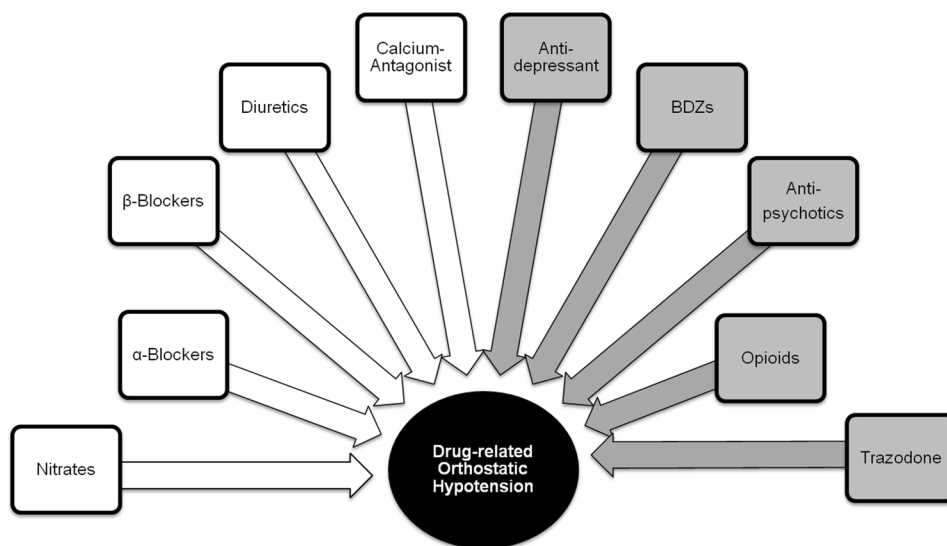 Calcium-
Antagonist
Anti-
depressant
Diuretics
BDZs
β-Blockers
Anti-
psychotics
α-Blockers
Opioids
Nitrates
Drug-related
Orthostatic
Hypotension
Trazodone